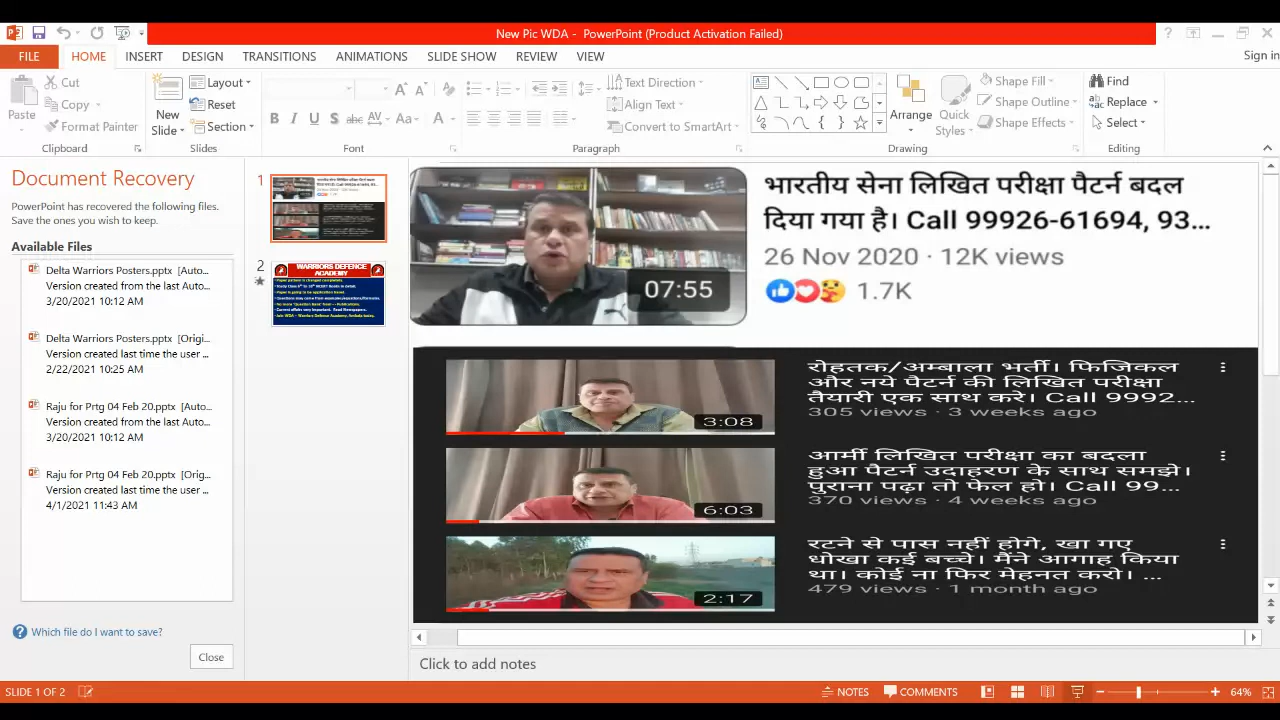 New Pic WDA - PowerPoint (Product Activation Failed)
Sign in
FILE HOME INSERT DESIGN TRANSITIONS ANIMATIONS SLIDE SHOW REVIEW VIEW
Paste
Cut
Copy
Format Painter
Clipboard
New Slide
Layout
Reset
Section
Slides
B I U S abc AV Aa A
Font
Text Direction
Align Text
Convert to SmartArt
Paragraph
Arrange
Quick Styles
Shape Fill
Shape Outline
Shape Effects
Drawing
Find
Replace
Select
Editing
Document Recovery
PowerPoint has recovered the following files.
Save the ones you wish to keep.
Available Files
Delta Warriors Posters.pptx [Auto...
Version created from the last Auto...
3/20/2021 10:12 AM
Delta Warriors Posters.pptx [Origi...
Version created last time the user ...
2/22/2021 10:25 AM
Raju for Prtg 04 Feb 20.pptx [Auto...
Version created from the last Auto...
3/20/2021 10:12 AM
Raju for Prtg 04 Feb 20.pptx [Orig...
Version created last time the user ...
4/1/2021 11:43 AM
Which file do I want to save?
Close
1
2
WARRIORS DEFENCE
ACADEMY
भारतीय सेना लिखित परीक्षा पैटर्न बदल
दिया गया है। Call 99926-61694, 93...
26 Nov 2020 · 12K views
1.7K
07:55
रोहतक/अम्बाला भर्ती। फिजिकल
और नये पैटर्न की लिखित परीक्षा
तैयारी एक साथ करे। Call 9992...
305 views · 3 weeks ago
3:08
आर्मी लिखित परीक्षा का बदला
हुआ पैटर्न उदाहरण के साथ समझे।
पुराना पढ़ा तो फेल हो। Call 99...
370 views · 4 weeks ago
6:03
रटने से पास नहीं होगे, खा गए
धोखा कई बच्चे। मैंने आगाह किया
था। कोई ना फिर मेहनत करो। ...
479 views · 1 month ago
2:17
Click to add notes
SLIDE 1 OF 2
NOTES
COMMENTS
64%